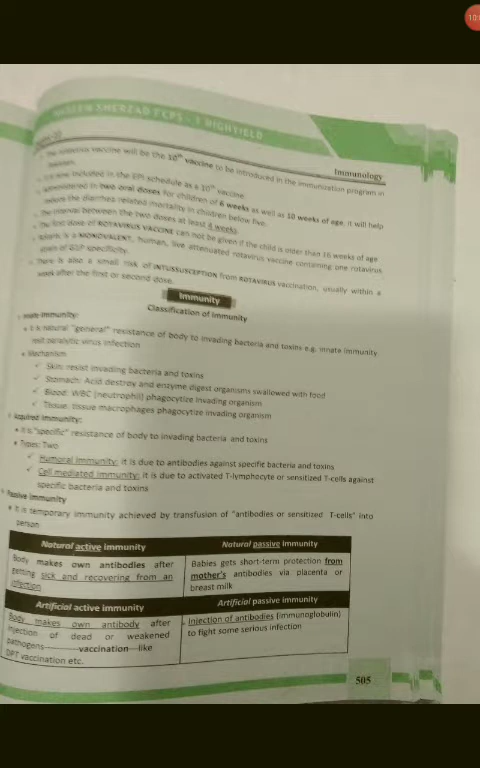 SHERZAD FCPS - 1 HIGHYIELD
Immunology
vaccine will be the 10th vaccine to be introduced in the immunization program in
included in the EPI schedule as a 10th vaccine
administered in two oral doses for children of 6 weeks as well as 10 weeks of age, it will help
reduce the diarrhea related mortality in children below five.
The interval between the two doses at least 4 weeks
The first dose of ROTAVIRUS VACCINE can not be given if the child is older than 16 weeks of age
is a MONOVALENT, human, live attenuated rotavirus vaccine containing one rotavirus
strain of G1P specificity.
There is also a small risk of INTUSSUSCEPTION from ROTAVIRUS vaccination, usually within a
week after the first or second dose
Immunity
Classification of Immunity
Innate immunity:
• It is natural "general" resistance of body to invading bacteria and toxins e.g. innate immunity
paralytic virus infection
• Mechanism
✓ Skin: resist invading bacteria and toxins
✓ Stomach: Acid destroy and enzyme digest organisms swallowed with food
✓ Blood: WBC (neutrophil) phagocytize invading organism
✓ Tissue: tissue macrophages phagocytize invading organism
Acquired immunity:
• It is "specific" resistance of body to invading bacteria and toxins
• Types: Two
✓ Humoral immunity: it is due to antibodies against specific bacteria and toxins
✓ Cell mediated immunity: it is due to activated T-lymphocyte or sensitized T-cells against
specific bacteria and toxins
Passive immunity
• It is temporary immunity achieved by transfusion of "antibodies or sensitized T-cells" into
person
Natural active immunity
Natural passive immunity
Body makes own antibodies after
getting sick and recovering from an
infection
Babies gets short-term protection from
mother's antibodies via placenta or
breast milk
Artificial active immunity
Artificial passive immunity
Body makes own antibody after
injection of dead or weakened
pathogens--------vaccination---like
DPT vaccination etc.
Injection of antibodies (immunoglobulin)
to fight some serious infection
505